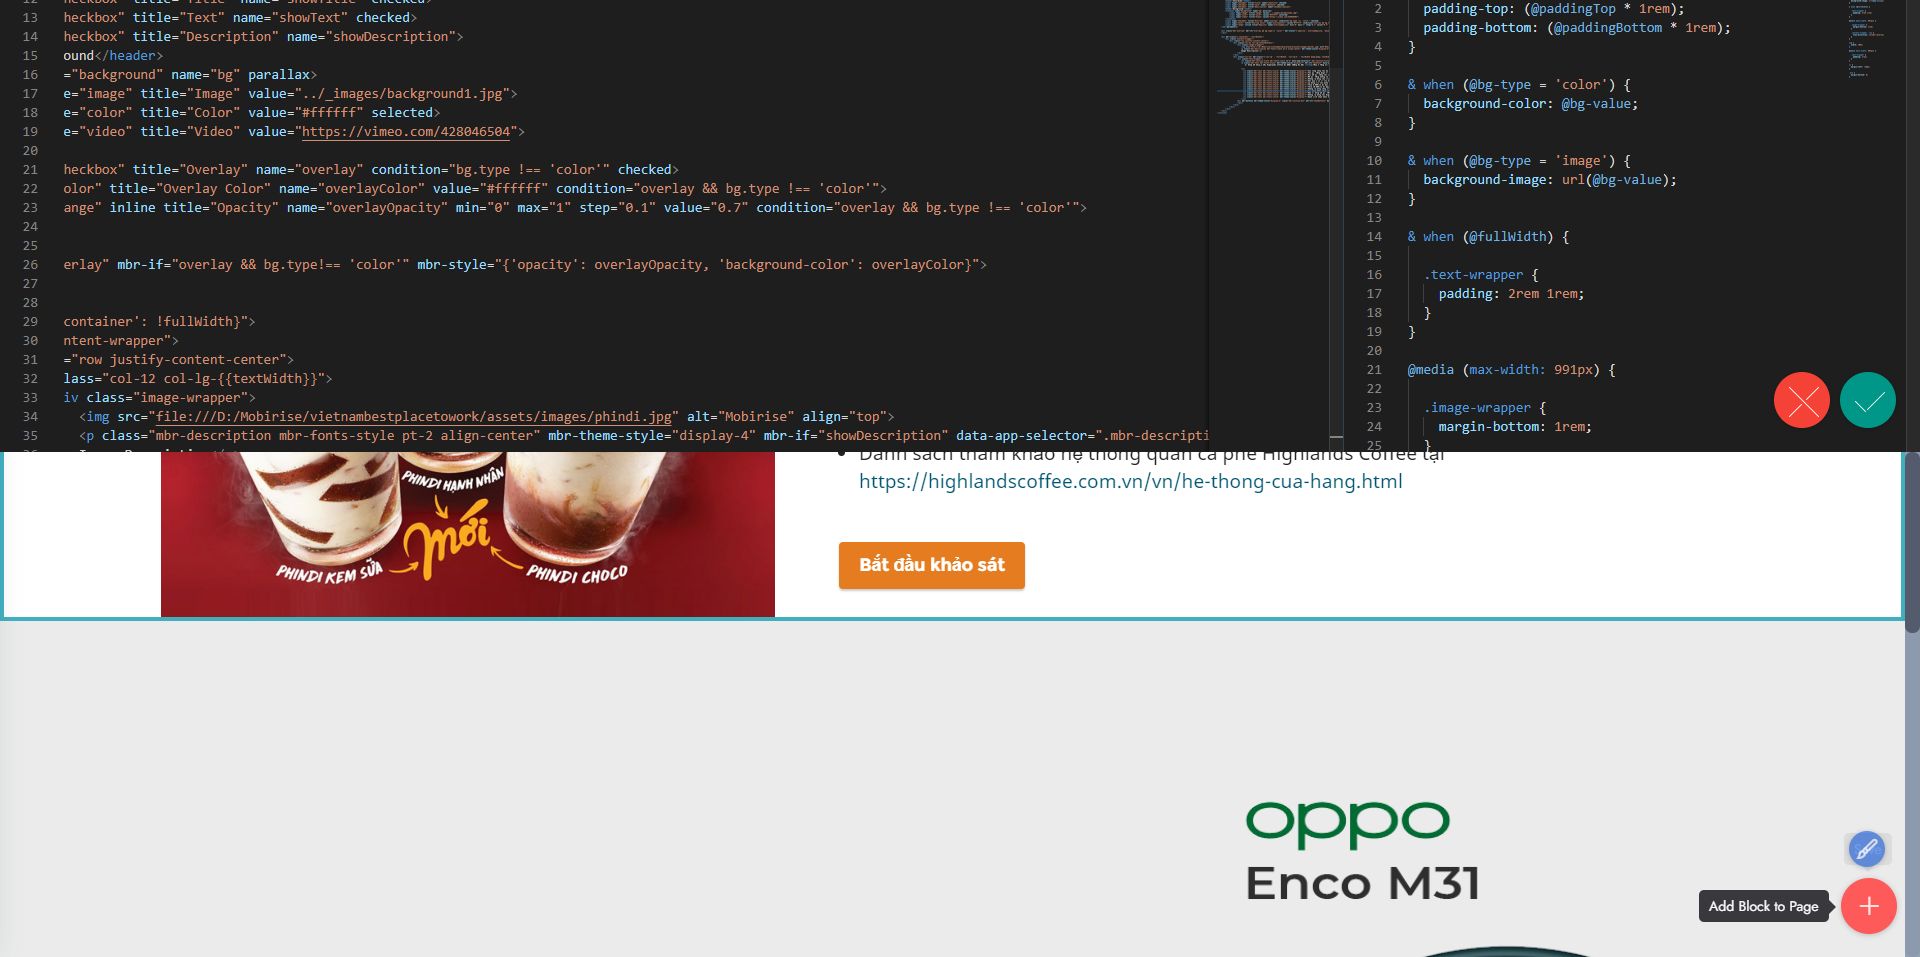 heckbox" title="Title" name="showTitle" checked>
13 heckbox" title="Text" name="showText" checked>
14 heckbox" title="Description" name="showDescription">
15 ound</header>
16 ="background" name="bg" parallax>
17 e="image" title="Image" value="../_images/background1.jpg">
18 e="color" title="Color" value="#ffffff" selected>
19 e="video" title="Video" value="https://vimeo.com/428046504">
20
21 heckbox" title="Overlay" name="overlay" condition="bg.type !== 'color'" checked>
22 olor" title="Overlay Color" name="overlayColor" value="#ffffff" condition="overlay && bg.type !== 'color'">
23 ange" inline title="Opacity" name="overlayOpacity" min="0" max="1" step="0.1" value="0.7" condition="overlay && bg.type !== 'color'">
24
25
26 erlay" mbr-if="overlay && bg.type!== 'color'" mbr-style="{'opacity': overlayOpacity, 'background-color': overlayColor}">
27
28
29 container': !fullWidth}">
30 ntent-wrapper">
31 ="row justify-content-center">
32 lass="col-12 col-lg-{{textWidth}}">
33 iv class="image-wrapper">
34 <img src="file:///D:/Mobirise/vietnambestplacetowork/assets/images/phindi.jpg" alt="Mobirise" align="top">
35 <p class="mbr-description mbr-fonts-style pt-2 align-center" mbr-theme-style="display-4" mbr-if="showDescription" data-app-selector=".mbr-descripti
2 padding-top: (@paddingTop * 1rem);
3 padding-bottom: (@paddingBottom * 1rem);
4 }
5
6 & when (@bg-type = 'color') {
7 background-color: @bg-value;
8 }
9
10 & when (@bg-type = 'image') {
11 background-image: url(@bg-value);
12 }
13
14 & when (@fullWidth) {
15
16 .text-wrapper {
17 padding: 2rem 1rem;
18 }
19 }
20
21 @media (max-width: 991px) {
22
23 .image-wrapper {
24 margin-bottom: 1rem;
25 }
PHINDI HẠNH NHÂN
Mới
PHINDI KEM SỮA
PHINDI CHOCO
Danh sách tham khảo hệ thống quán cà phê Highlands Coffee tại
https://highlandscoffee.com.vn/vn/he-thong-cua-hang.html
Bắt đầu khảo sát
oppo
Enco M31
Add Block to Page